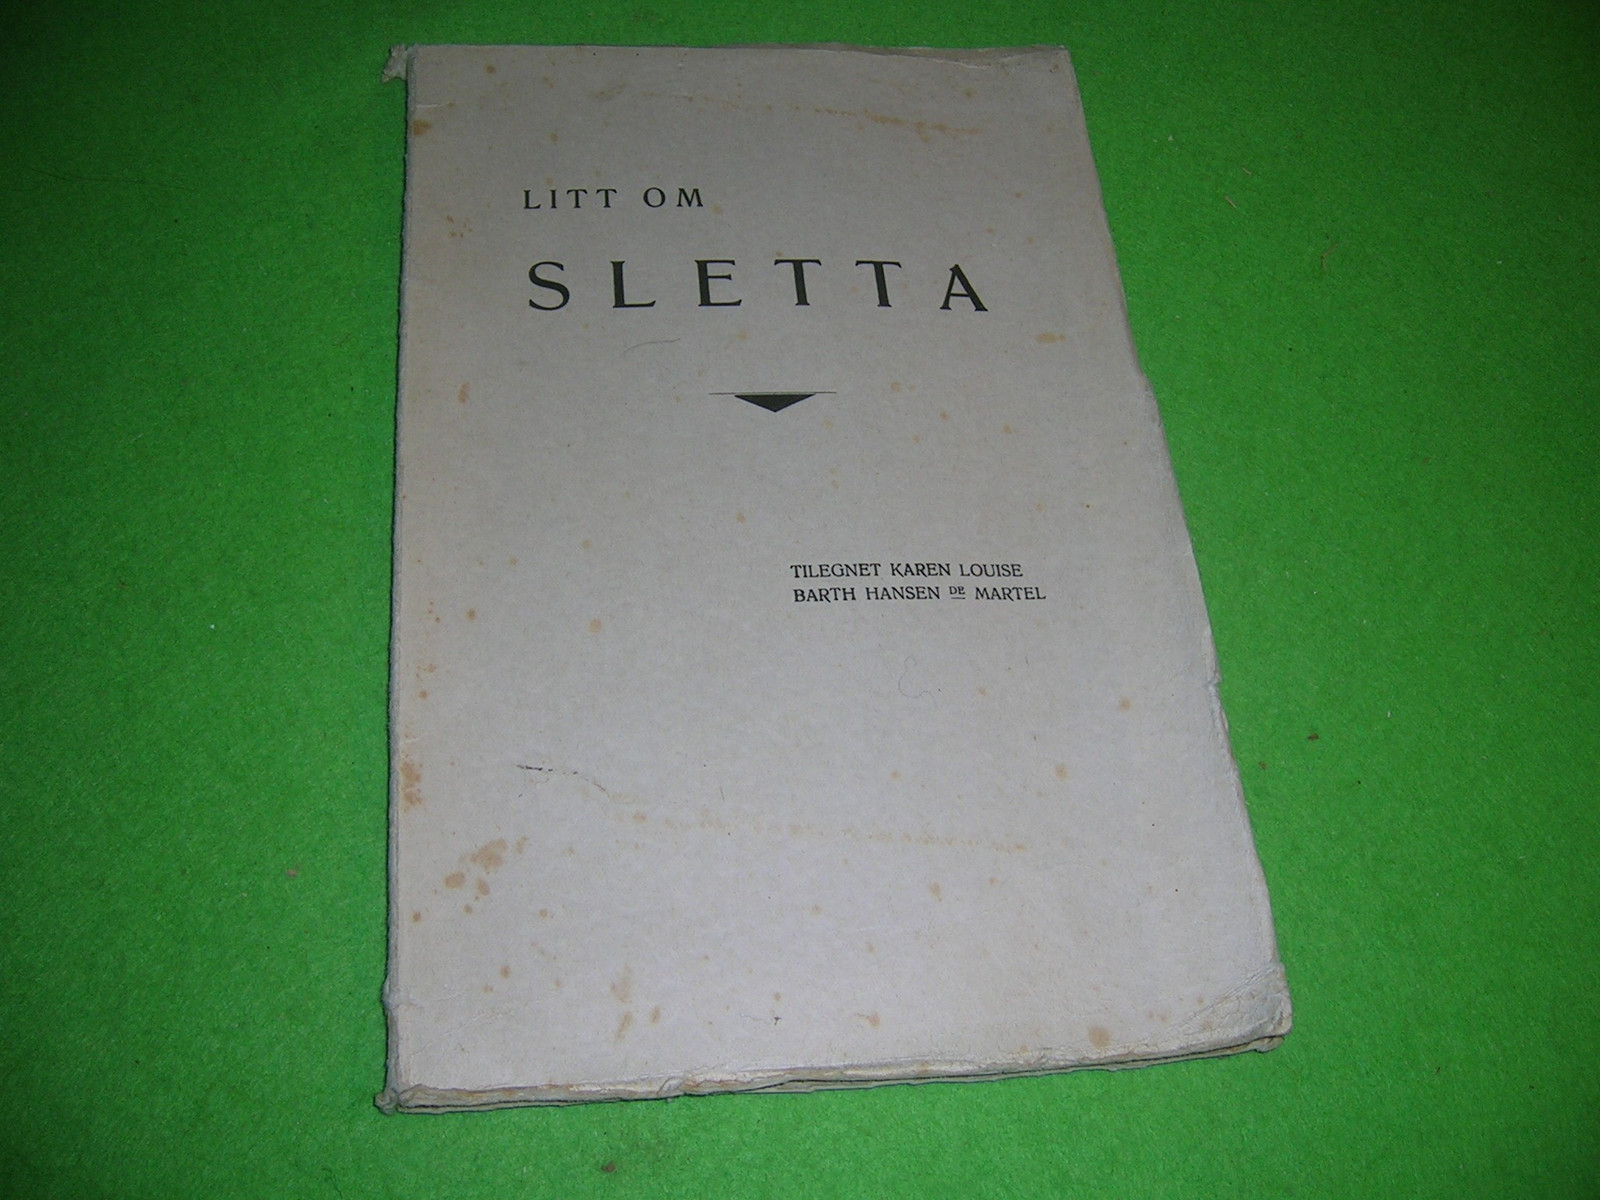 LITT OM
SLETTA
TILEGNET KAREN LOUISE
BARTH HANSEN DE MARTEL